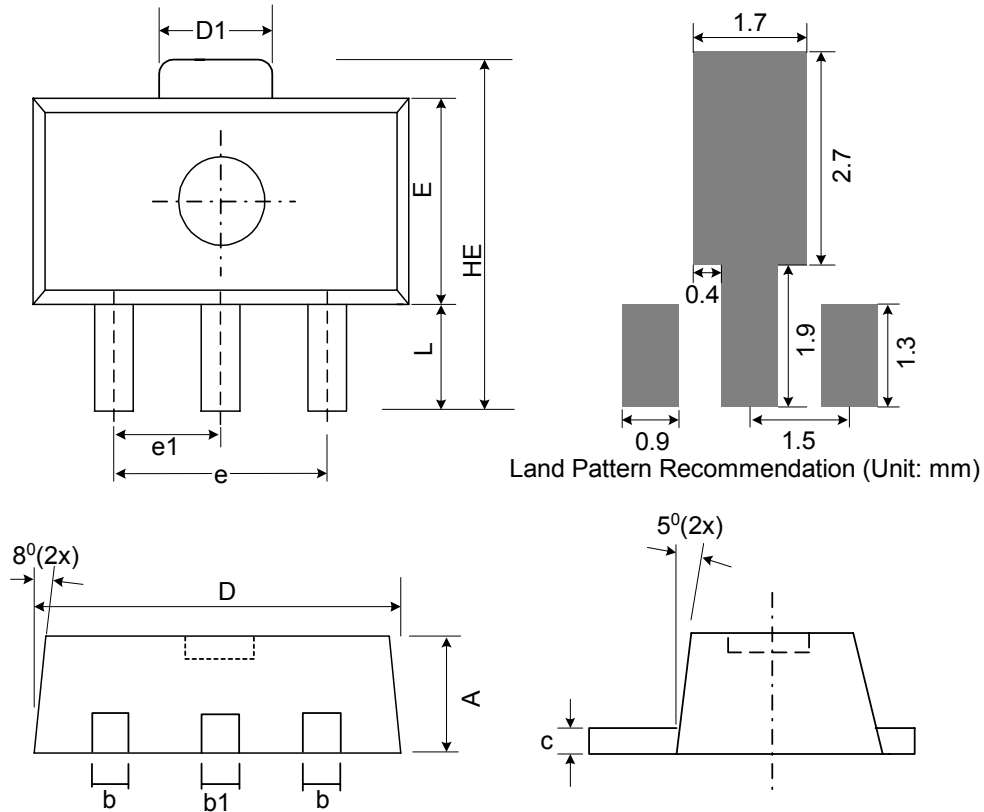 D1
1.7
E
HE
2.7
0.4
L
1.9
1.3
e1
e
0.9
1.5
Land Pattern Recommendation (Unit: mm)
8⁰(2x)
D
A
b
b1
b
5⁰(2x)
c